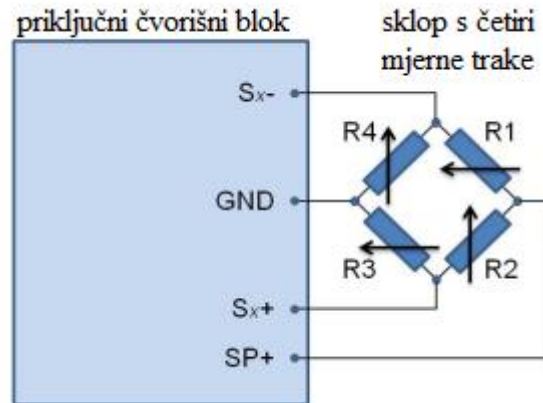 priključni čvorišni blok
sklop s četiri
mjerne trake
Sx-
R4
R1
GND
R3
R2
Sx+
SP+